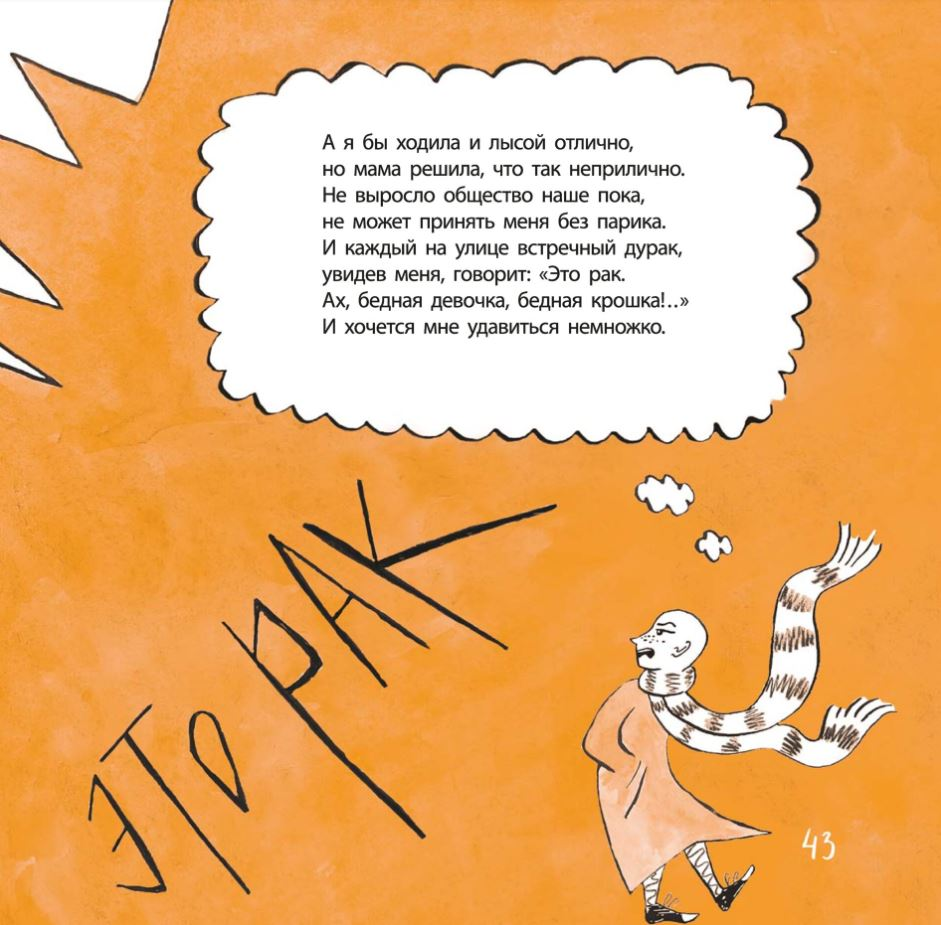 А я бы ходила и лысой отлично,
но мама решила, что так неприлично.
Не выросло общество наше пока,
не может принять меня без парика.
И каждый на улице встречный дурак,
увидев меня, говорит: «Это рак.
Ах, бедная девочка, бедная крошка!..»
И хочется мне удавиться немножко.
ЭТО РАК
43